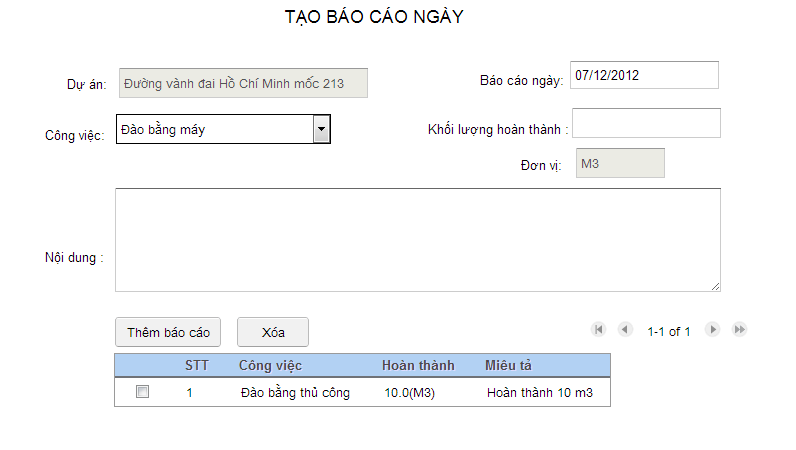 TẠO BÁO CÁO NGÀY
Dự án: Đường vành đai Hồ Chí Minh mốc 213 Báo cáo ngày: 07/12/2012
Công việc: Đào bằng máy Khối lượng hoàn thành :
Đơn vị: M3
Nội dung :
Thêm báo cáo Xóa 1-1 of 1
STT Công việc Hoàn thành Miêu tả
1 Đào bằng thủ công 10.0(M3) Hoàn thành 10 m3